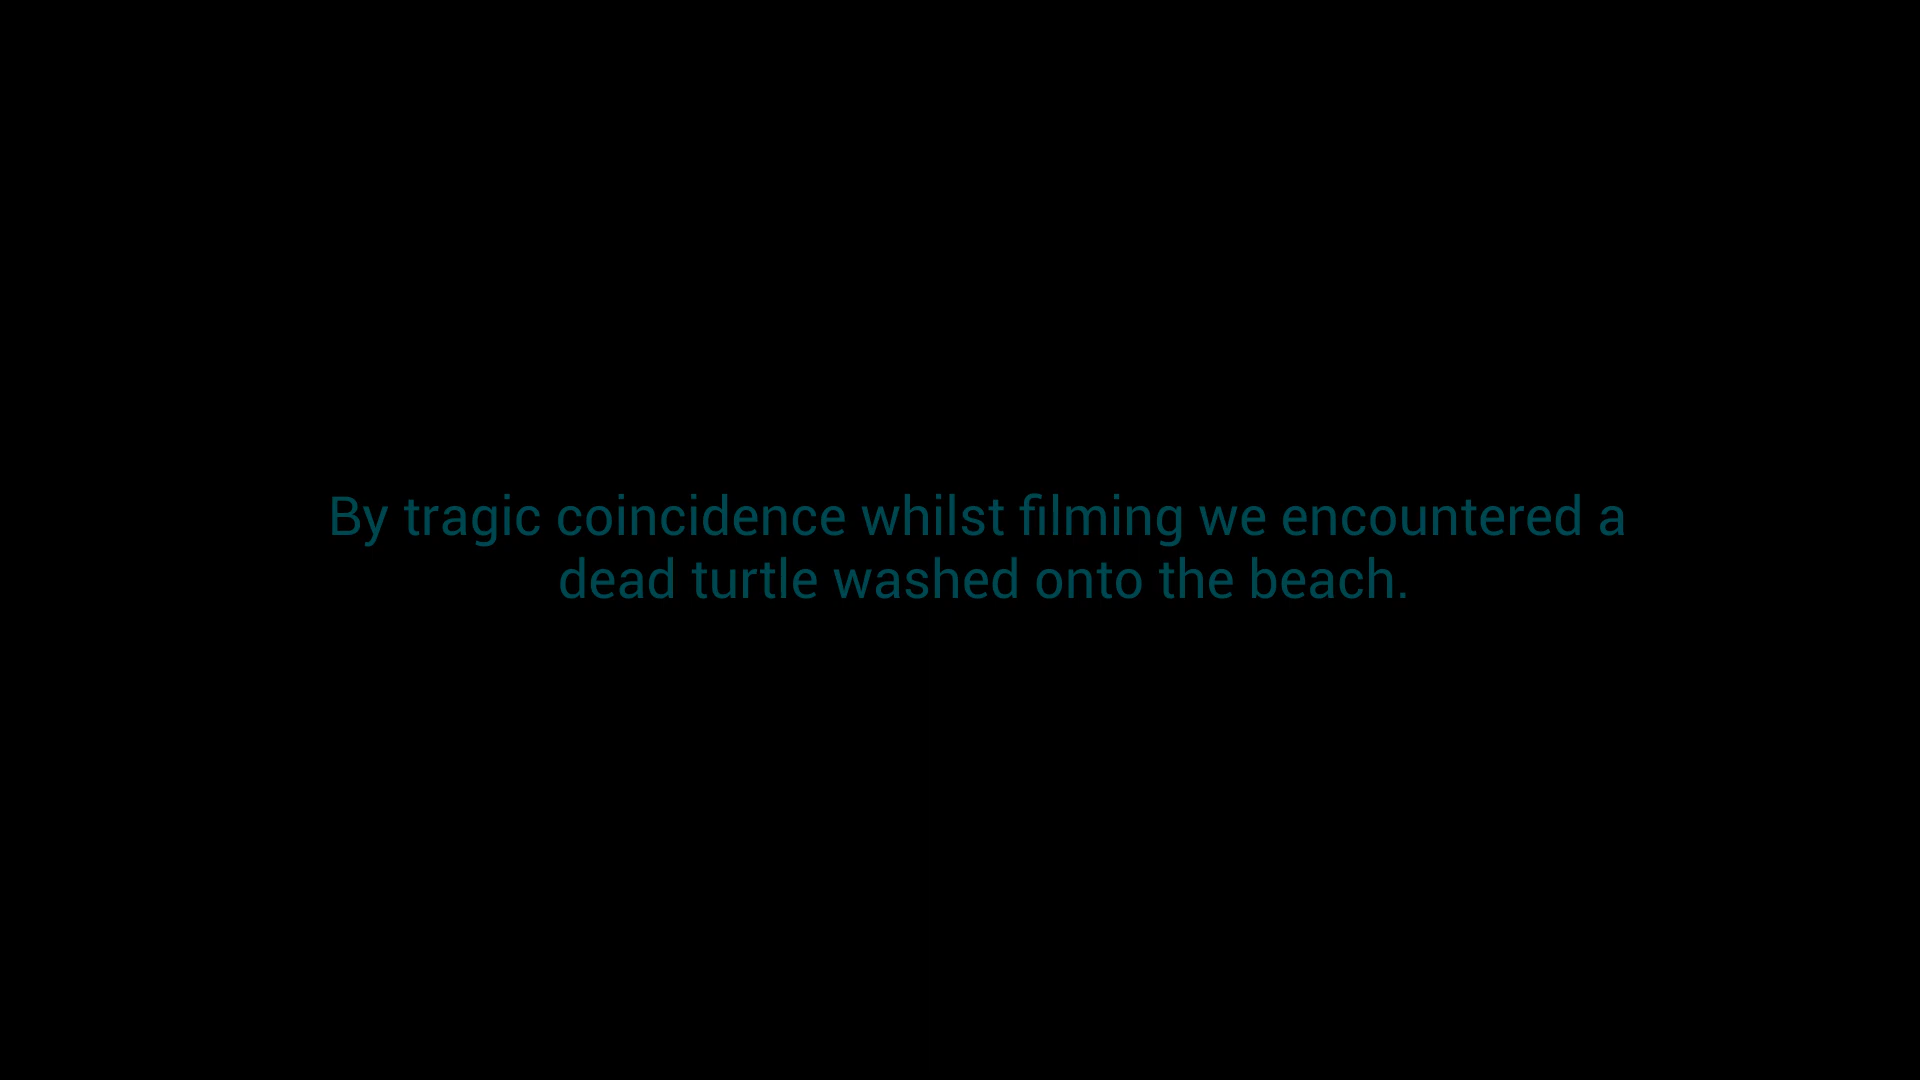 By tragic coincidence whilst filming we encountered a
dead turtle washed onto the beach.